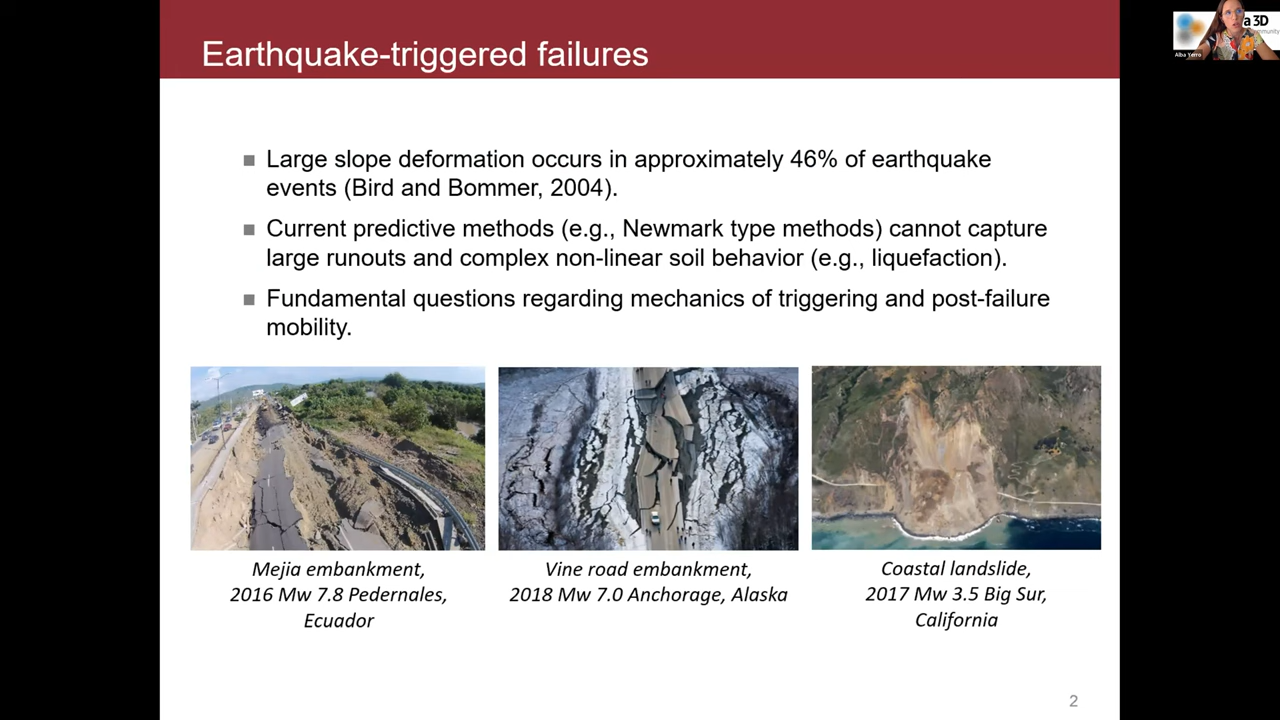 Earthquake-triggered failures
Large slope deformation occurs in approximately 46% of earthquake
events (Bird and Bommer, 2004).
Current predictive methods (e.g., Newmark type methods) cannot capture
large runouts and complex non-linear soil behavior (e.g., liquefaction).
Fundamental questions regarding mechanics of triggering and post-failure
mobility.
Mejia embankment,
2016 Mw 7.8 Pedernales,
Ecuador
Vine road embankment,
2018 Mw 7.0 Anchorage, Alaska
Coastal landslide,
2017 Mw 3.5 Big Sur,
California
2
a 3D
Alba Yerro